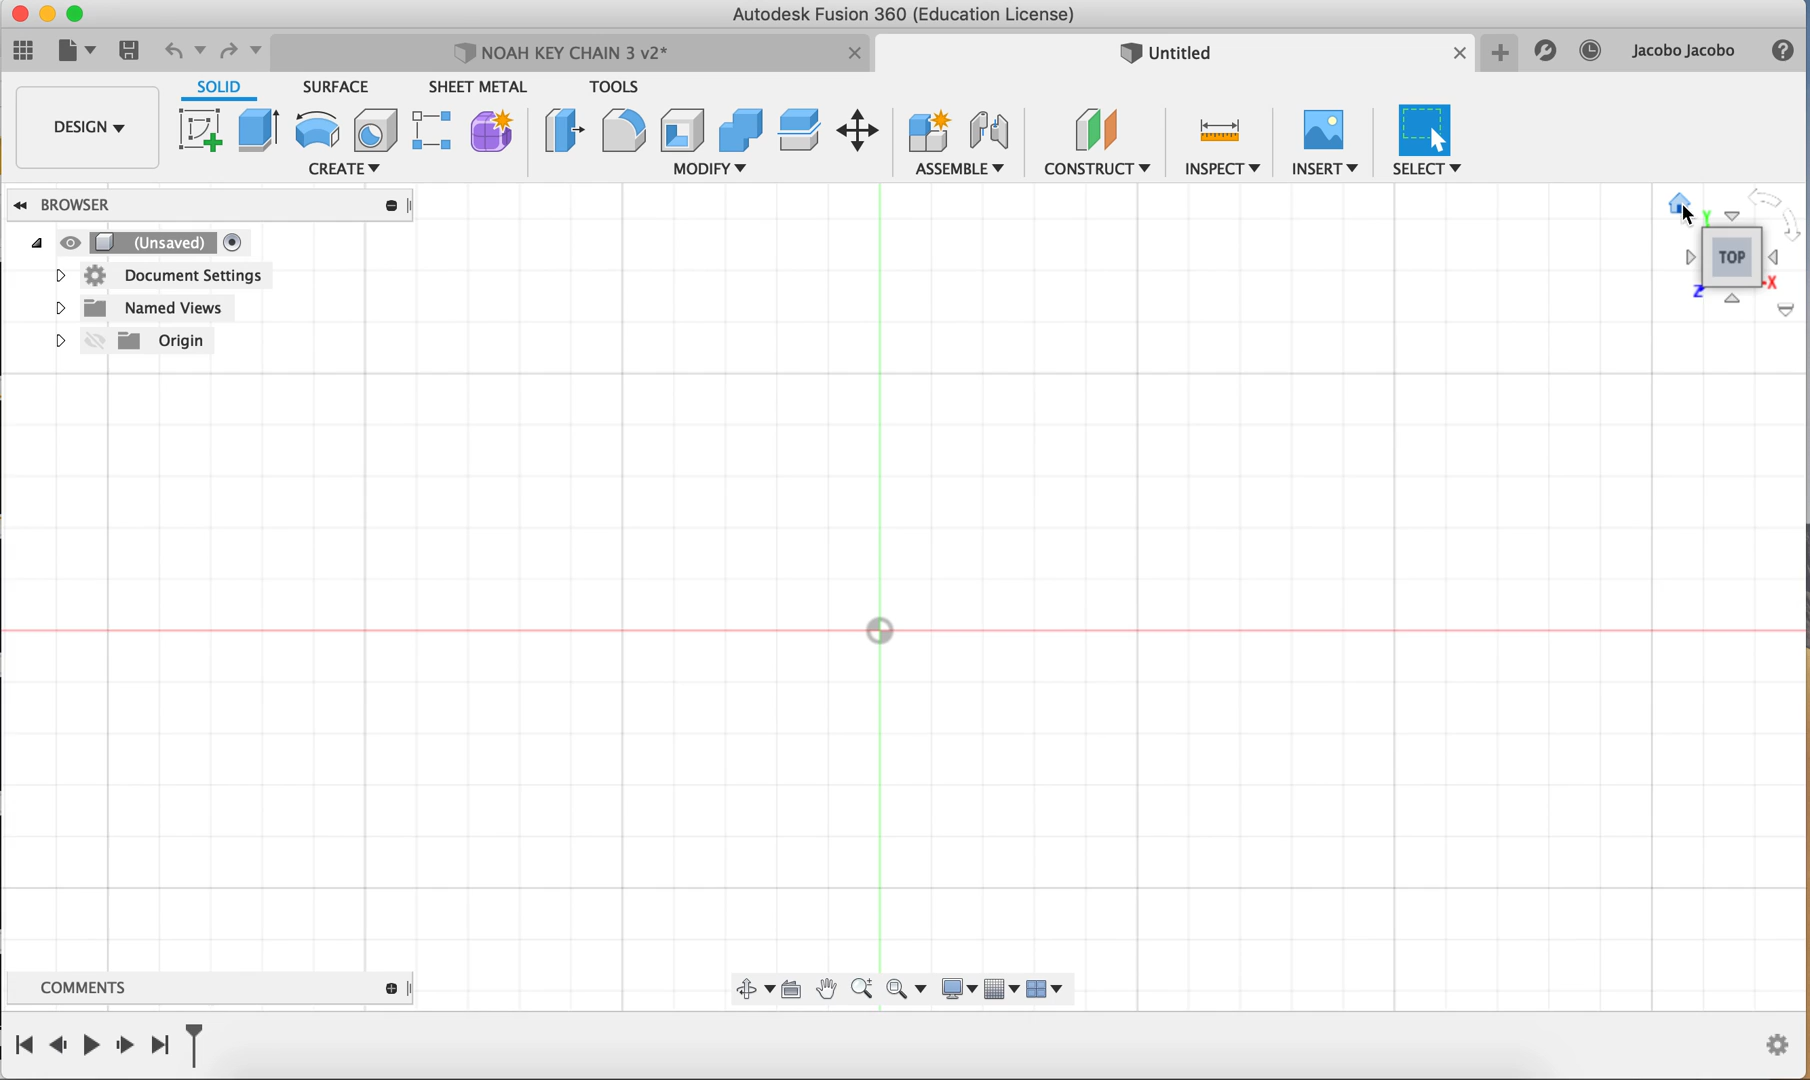 Autodesk Fusion 360 (Education License)
NOAH KEY CHAIN 3 v2*
Untitled
Jacobo Jacobo
SOLID
SURFACE
SHEET METAL
TOOLS
DESIGN
CREATE
MODIFY
ASSEMBLE
CONSTRUCT
INSPECT
INSERT
SELECT
BROWSER
(Unsaved)
Document Settings
Named Views
Origin
Y
TOP
X
Z
COMMENTS